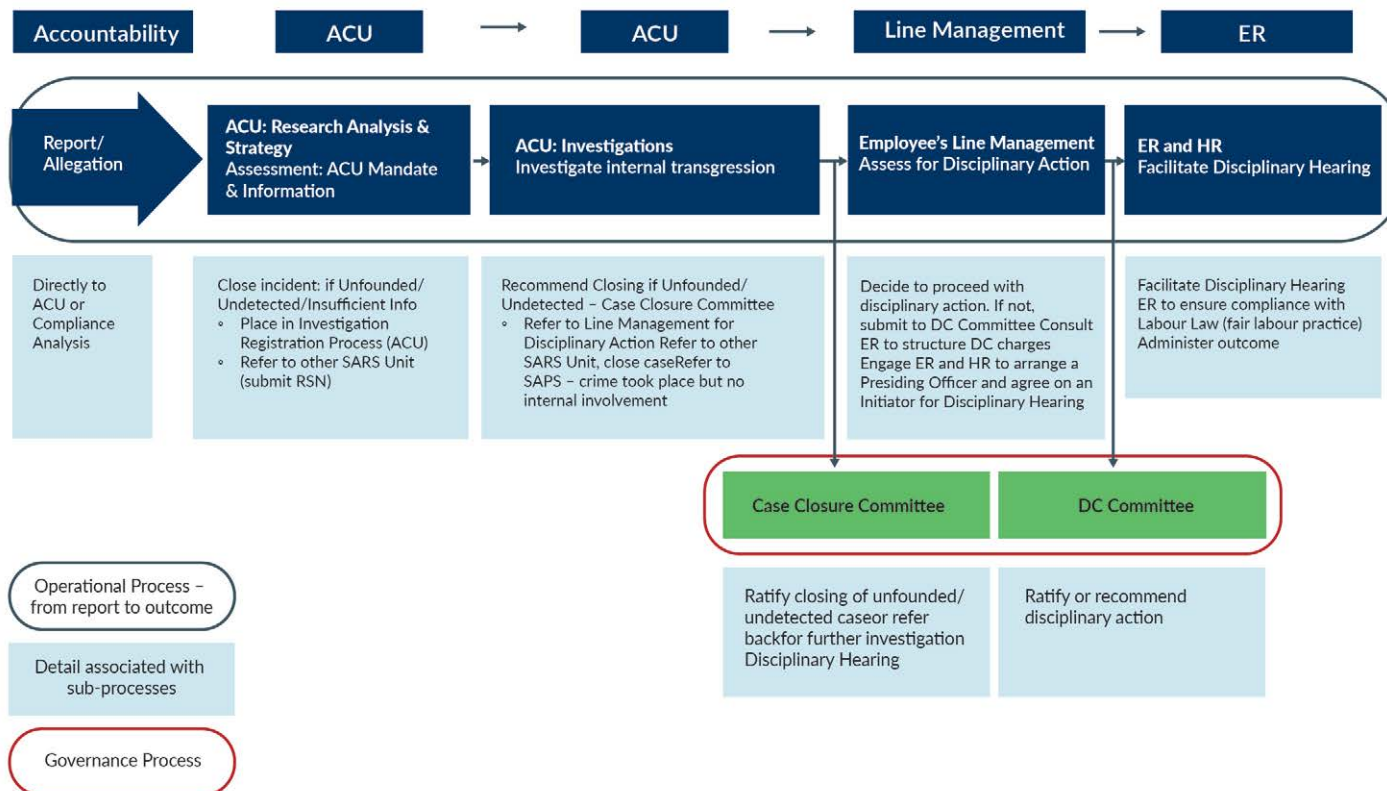 Accountability
ACU
ACU
Line Management
ER
Report/
Allegation
ACU: Research Analysis &
Strategy
Assessment: ACU Mandate
& Information
ACU: Investigations
Investigate internal transgression
Employee’s Line Management
Assess for Disciplinary Action
ER and HR
Facilitate Disciplinary Hearing
Directly to
ACU or
Compliance
Analysis
Close incident: if Unfounded/
Undetected/Insufficient Info
◦ Place in Investigation
Registration Process (ACU)
◦ Refer to other SARS Unit
(submit RSN)
Recommend Closing if Unfounded/
Undetected – Case Closure Committee
◦ Refer to Line Management for
Disciplinary Action Refer to other
SARS Unit, close caseRefer to
SAPS – crime took place but no
internal involvement
Decide to proceed with
disciplinary action. If not,
submit to DC Committee Consult
ER to structure DC charges
Engage ER and HR to arrange a
Presiding Officer and agree on an
Initiator for Disciplinary Hearing
Facilitate Disciplinary Hearing
ER to ensure compliance with
Labour Law (fair labour practice)
Administer outcome
Case Closure Committee
DC Committee
Ratify closing of unfounded/
undetected caseor refer
backfor further investigation
Disciplinary Hearing
Ratify or recommend
disciplinary action
Operational Process –
from report to outcome
Detail associated with
sub-processes
Governance Process